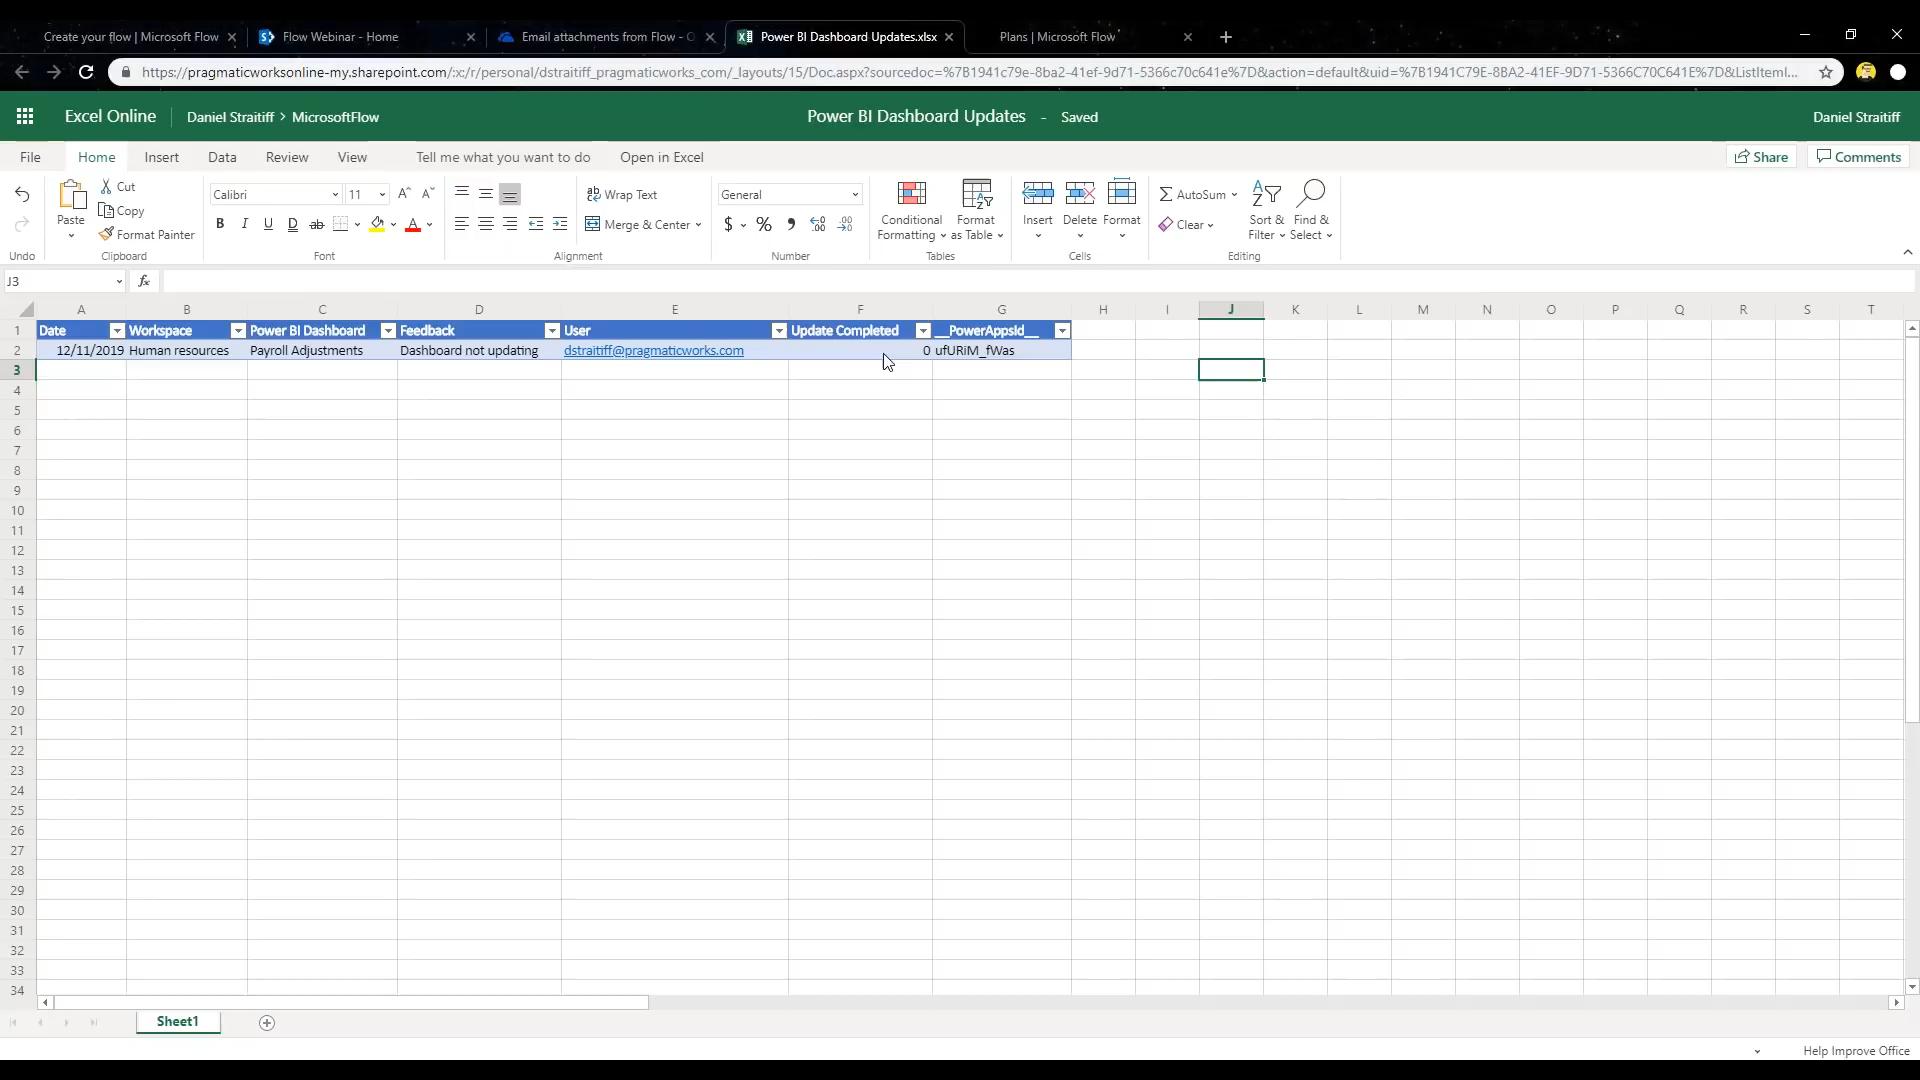 Create your flow | Microsoft Flow
Flow Webinar - Home
Email attachments from Flow - O
Power BI Dashboard Updates.xlsx
Plans | Microsoft Flow
https://pragmaticworksonline-my.sharepoint.com/:x:/r/personal/dstraitiff_pragmaticworks_com/_layouts/15/Doc.aspx?sourcedoc=%7B1941c79e-8ba2-41ef-9d71-5366c70c641e%7D&action=default&uid=%7B1941C79E-8BA2-41EF-9D71-5366C70C641E%7D&ListItemI...
Excel Online Daniel Straitiff > MicrosoftFlow Power BI Dashboard Updates - Saved Daniel Straitiff
File Home Insert Data Review View Tell me what you want to do Open in Excel Share Comments
Paste
Cut
Copy
Format Painter
Calibri 11
B I U D ab A
Wrap Text
Merge & Center
General
$ % ,
Conditional Formatting
Format as Table
Insert Delete Format
AutoSum
Clear
Sort & Filter
Find & Select
Undo Clipboard Font Alignment Number Tables Cells Editing
J3 fx
A B C D E F G H I J K L M N O P Q R S T
1 Date Workspace Power BI Dashboard Feedback User Update Completed __PowerAppsId__
2 12/11/2019 Human resources Payroll Adjustments Dashboard not updating dstraitiff@pragmaticworks.com 0 ufURiM_fWas
3
4
5
6
7
8
9
10
11
12
13
14
15
16
17
18
19
20
21
22
23
24
25
26
27
28
29
30
31
32
33
34
Sheet1
Help Improve Office